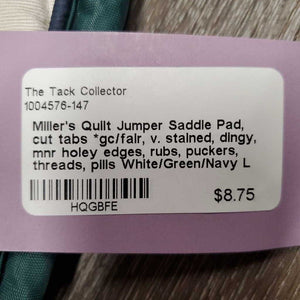 The Tack Collector
1004576-147
Miller's Quilt Jumper Saddle Pad,
cut tabs *gc/fair, v. stained, dingy,
mnr holey edges, rubs, puckers,
threads, pills White/Green/Navy L
HQGBFE
$8.75